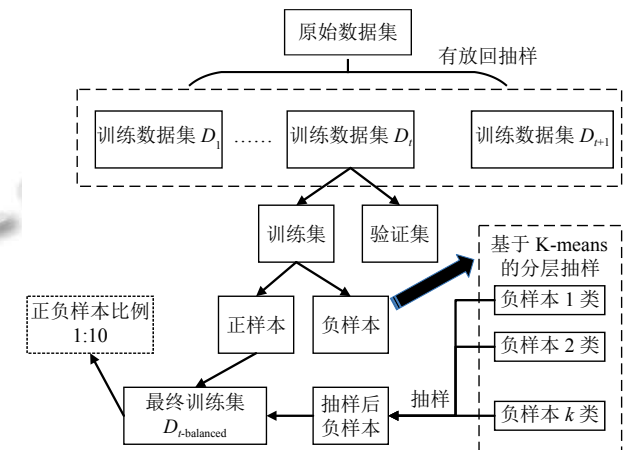 原始数据集
有放回抽样
训练数据集 D1
……
训练数据集 Dt
训练数据集 Dt+1
训练集
验证集
基于 K-means
的分层抽样
正样本
负样本
负样本 1 类
负样本 2 类
负样本 k 类
正负样本比例
1:10
最终训练集
Dt-balanced
抽样后
负样本
抽样